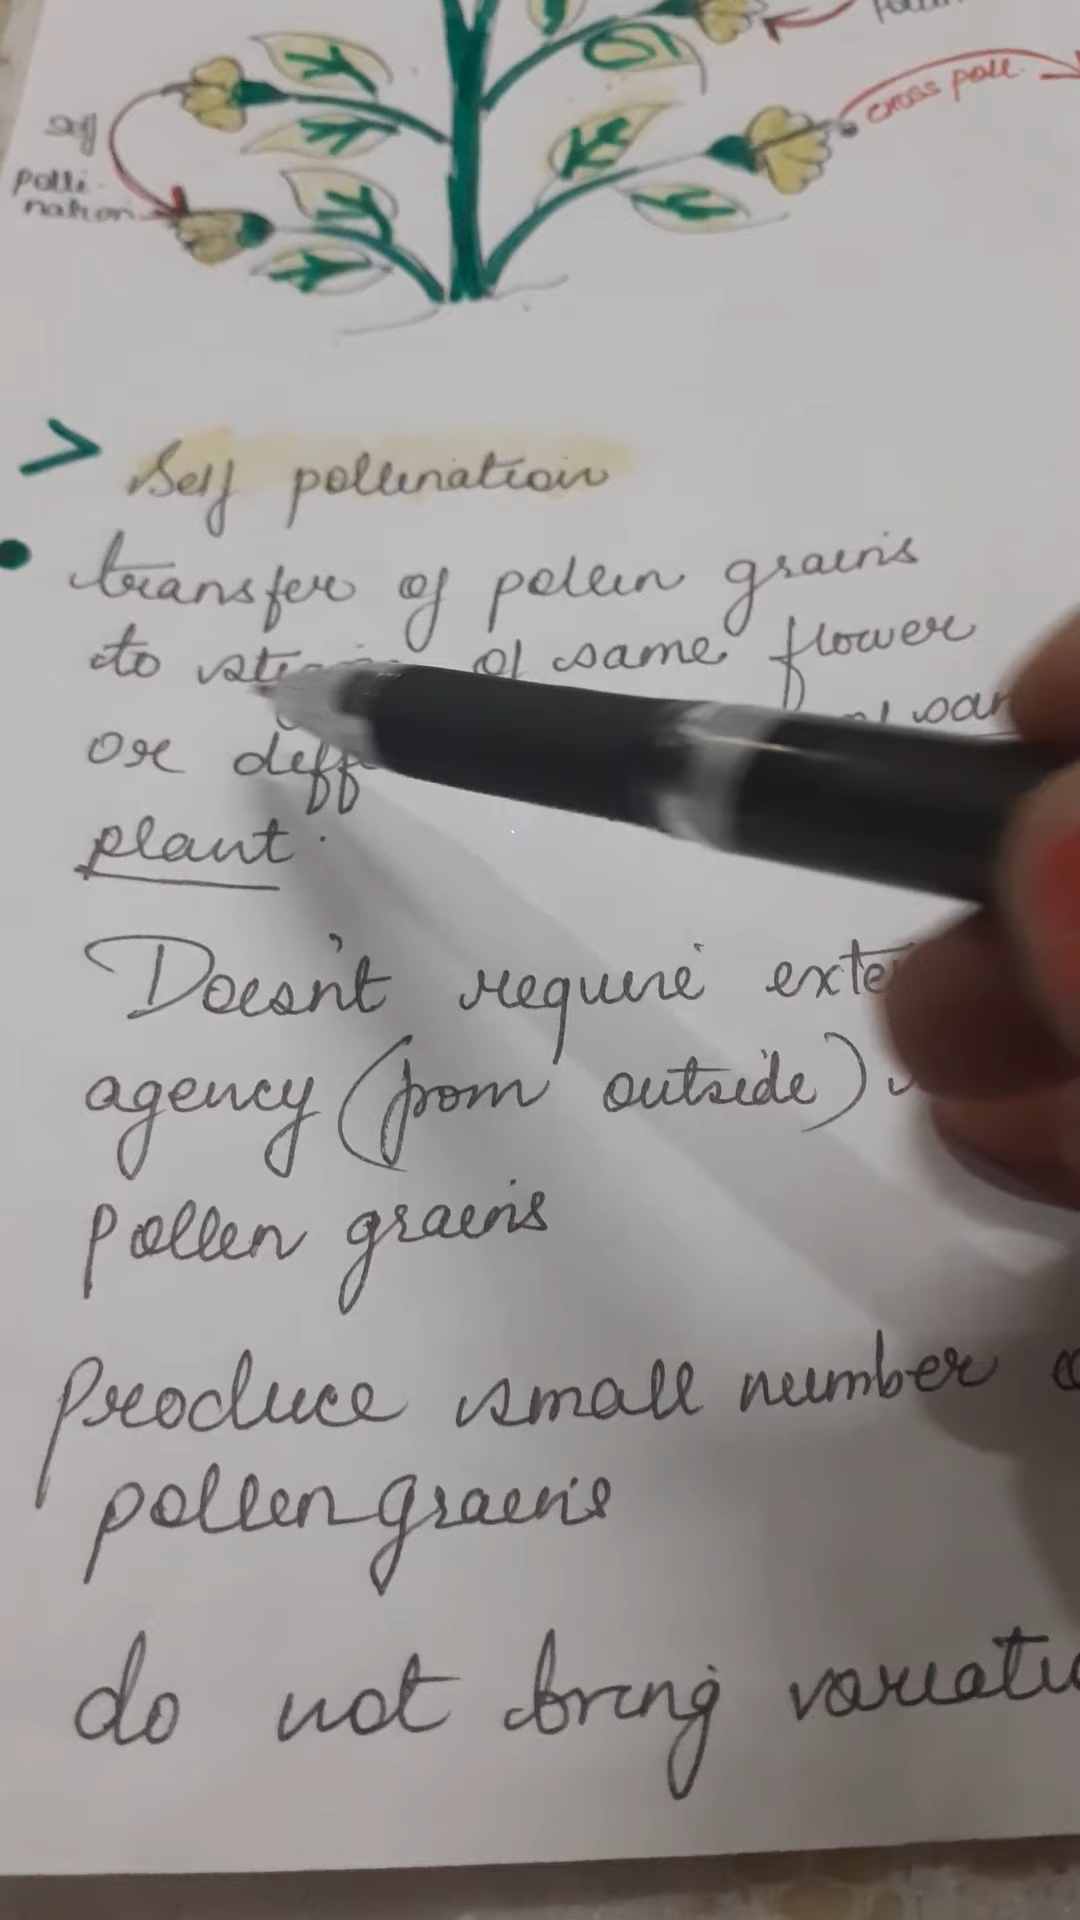 cross poll.
self
polli-
nation
> Self pollination
transfer of pollen grains
to of same flower
or
plant.
Doesn't require
agency (from outside)
pollen grains
Produce small number
pollen grains
do not bring